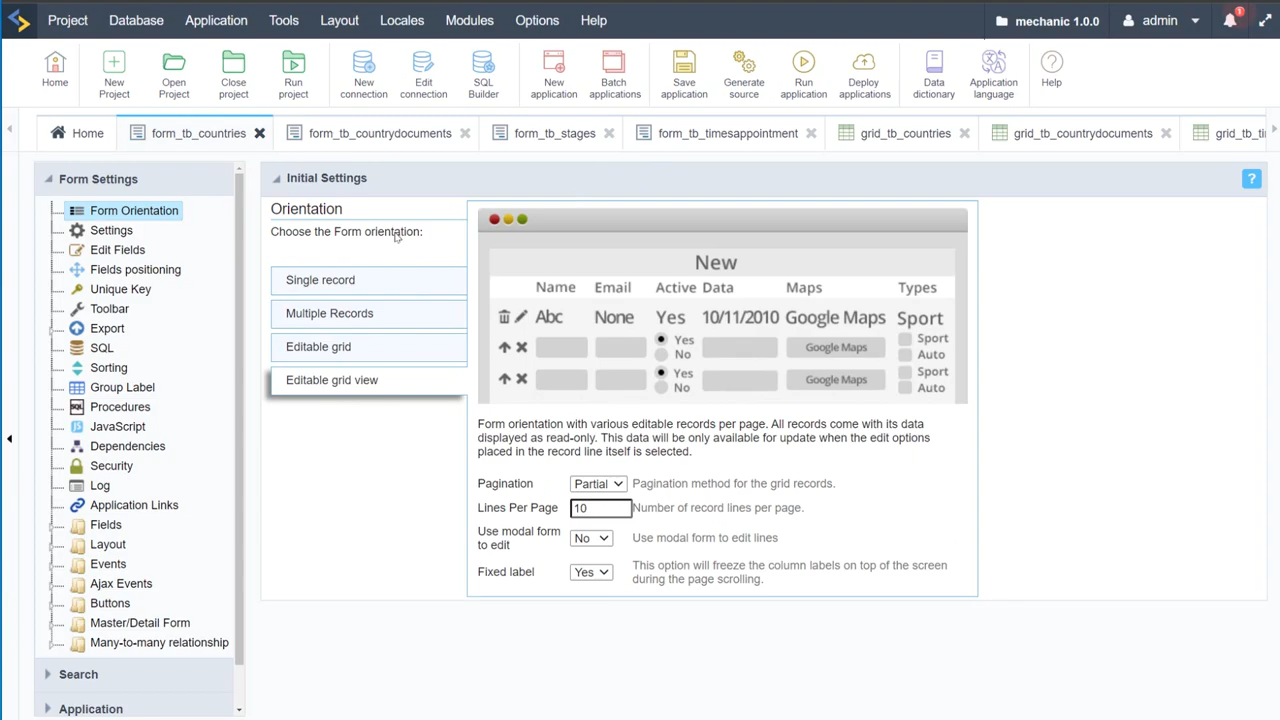 Project Database Application Tools Layout Locales Modules Options Help mechanic 1.0.0 admin 1
Home New Project Open Project Close project Run project New connection Edit connection SQL Builder New application Batch applications Save application Generate source Run application Deploy applications Data dictionary Application language Help
Home form_tb_countries form_tb_countrydocuments form_tb_stages form_tb_timesappointment grid_tb_countries grid_tb_countrydocuments grid_tb_ti
Form Settings
Form Orientation
Settings
Edit Fields
Fields positioning
Unique Key
Toolbar
Export
SQL
Sorting
Group Label
Procedures
JavaScript
Dependencies
Security
Log
Application Links
Fields
Layout
Events
Ajax Events
Buttons
Master/Detail Form
Many-to-many relationship
Search
Application
Initial Settings ?
Orientation
Choose the Form orientation:
Single record
Multiple Records
Editable grid
Editable grid view
New
Name Email Active Data Maps Types
Abc None Yes 10/11/2010 Google Maps Sport
Yes No Google Maps Sport Auto
Yes No Google Maps Sport Auto
Form orientation with various editable records per page. All records come with its data
displayed as read-only. This data will be only available for update when the edit options
placed in the record line itself is selected.
Pagination Partial Pagination method for the grid records.
Lines Per Page 10 Number of record lines per page.
Use modal form to edit No Use modal form to edit lines
Fixed label Yes This option will freeze the column labels on top of the screen
during the page scrolling.